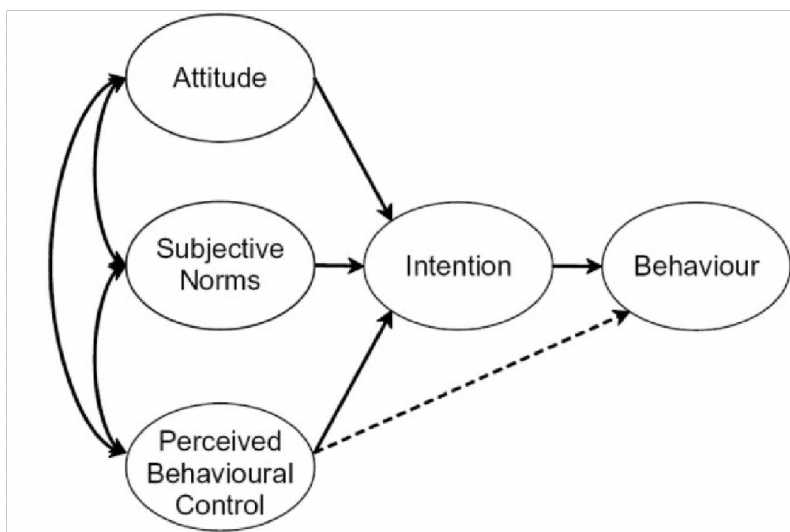 Attitude
Subjective
Norms
Intention
Behaviour
Perceived
Behavioural
Control